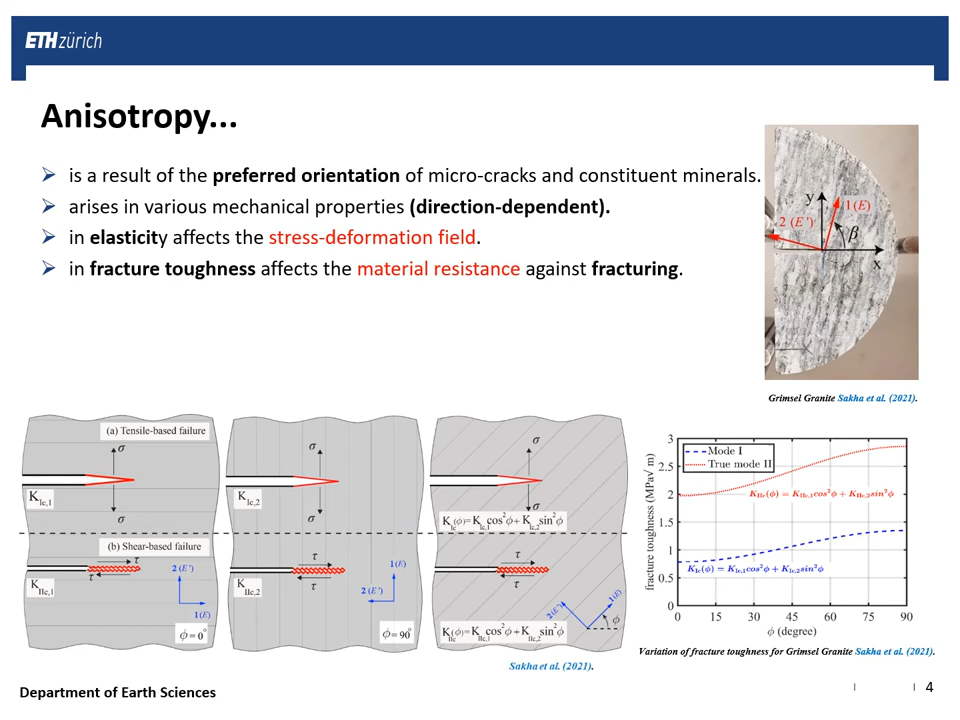 ETH zürich
Anisotropy...
➢ is a result of the preferred orientation of micro-cracks and constituent minerals.
➢ arises in various mechanical properties (direction-dependent).
➢ in elasticity affects the stress-deformation field.
➢ in fracture toughness affects the material resistance against fracturing.
y
1 (E)
2 (E')
β
x
Grimsel Granite Sakha et al. (2021).
(a) Tensile-based failure
σ
K_Ic,1
σ
(b) Shear-based failure
τ
τ
K_IIc,1
2 (E')
1(E)
ϕ=0°
σ
K_Ic,2
σ
τ
K_IIc,2
τ
1(E)
2 (E')
ϕ=90°
σ
σ
K_Ic(ϕ)=K_Ic,1cos²ϕ+K_Ic,2sin²ϕ
τ
τ
2(E')
1(E)
ϕ
K_IIc(ϕ)=K_IIc,1cos²ϕ+K_IIc,2sin²ϕ
Sakha et al. (2021).
fracture toughness (MPa√m)
3
2.5
2
1.5
1
0.5
0
Mode I
True mode II
K_IIc(ϕ) = K_IIc,1cos²ϕ + K_IIc,2sin²ϕ
K_Ic(ϕ) = K_Ic,1cos²ϕ + K_Ic,2sin²ϕ
0 15 30 45 60 75 90
ϕ (degree)
Variation of fracture toughness for Grimsel Granite Sakha et al. (2021).
Department of Earth Sciences
4